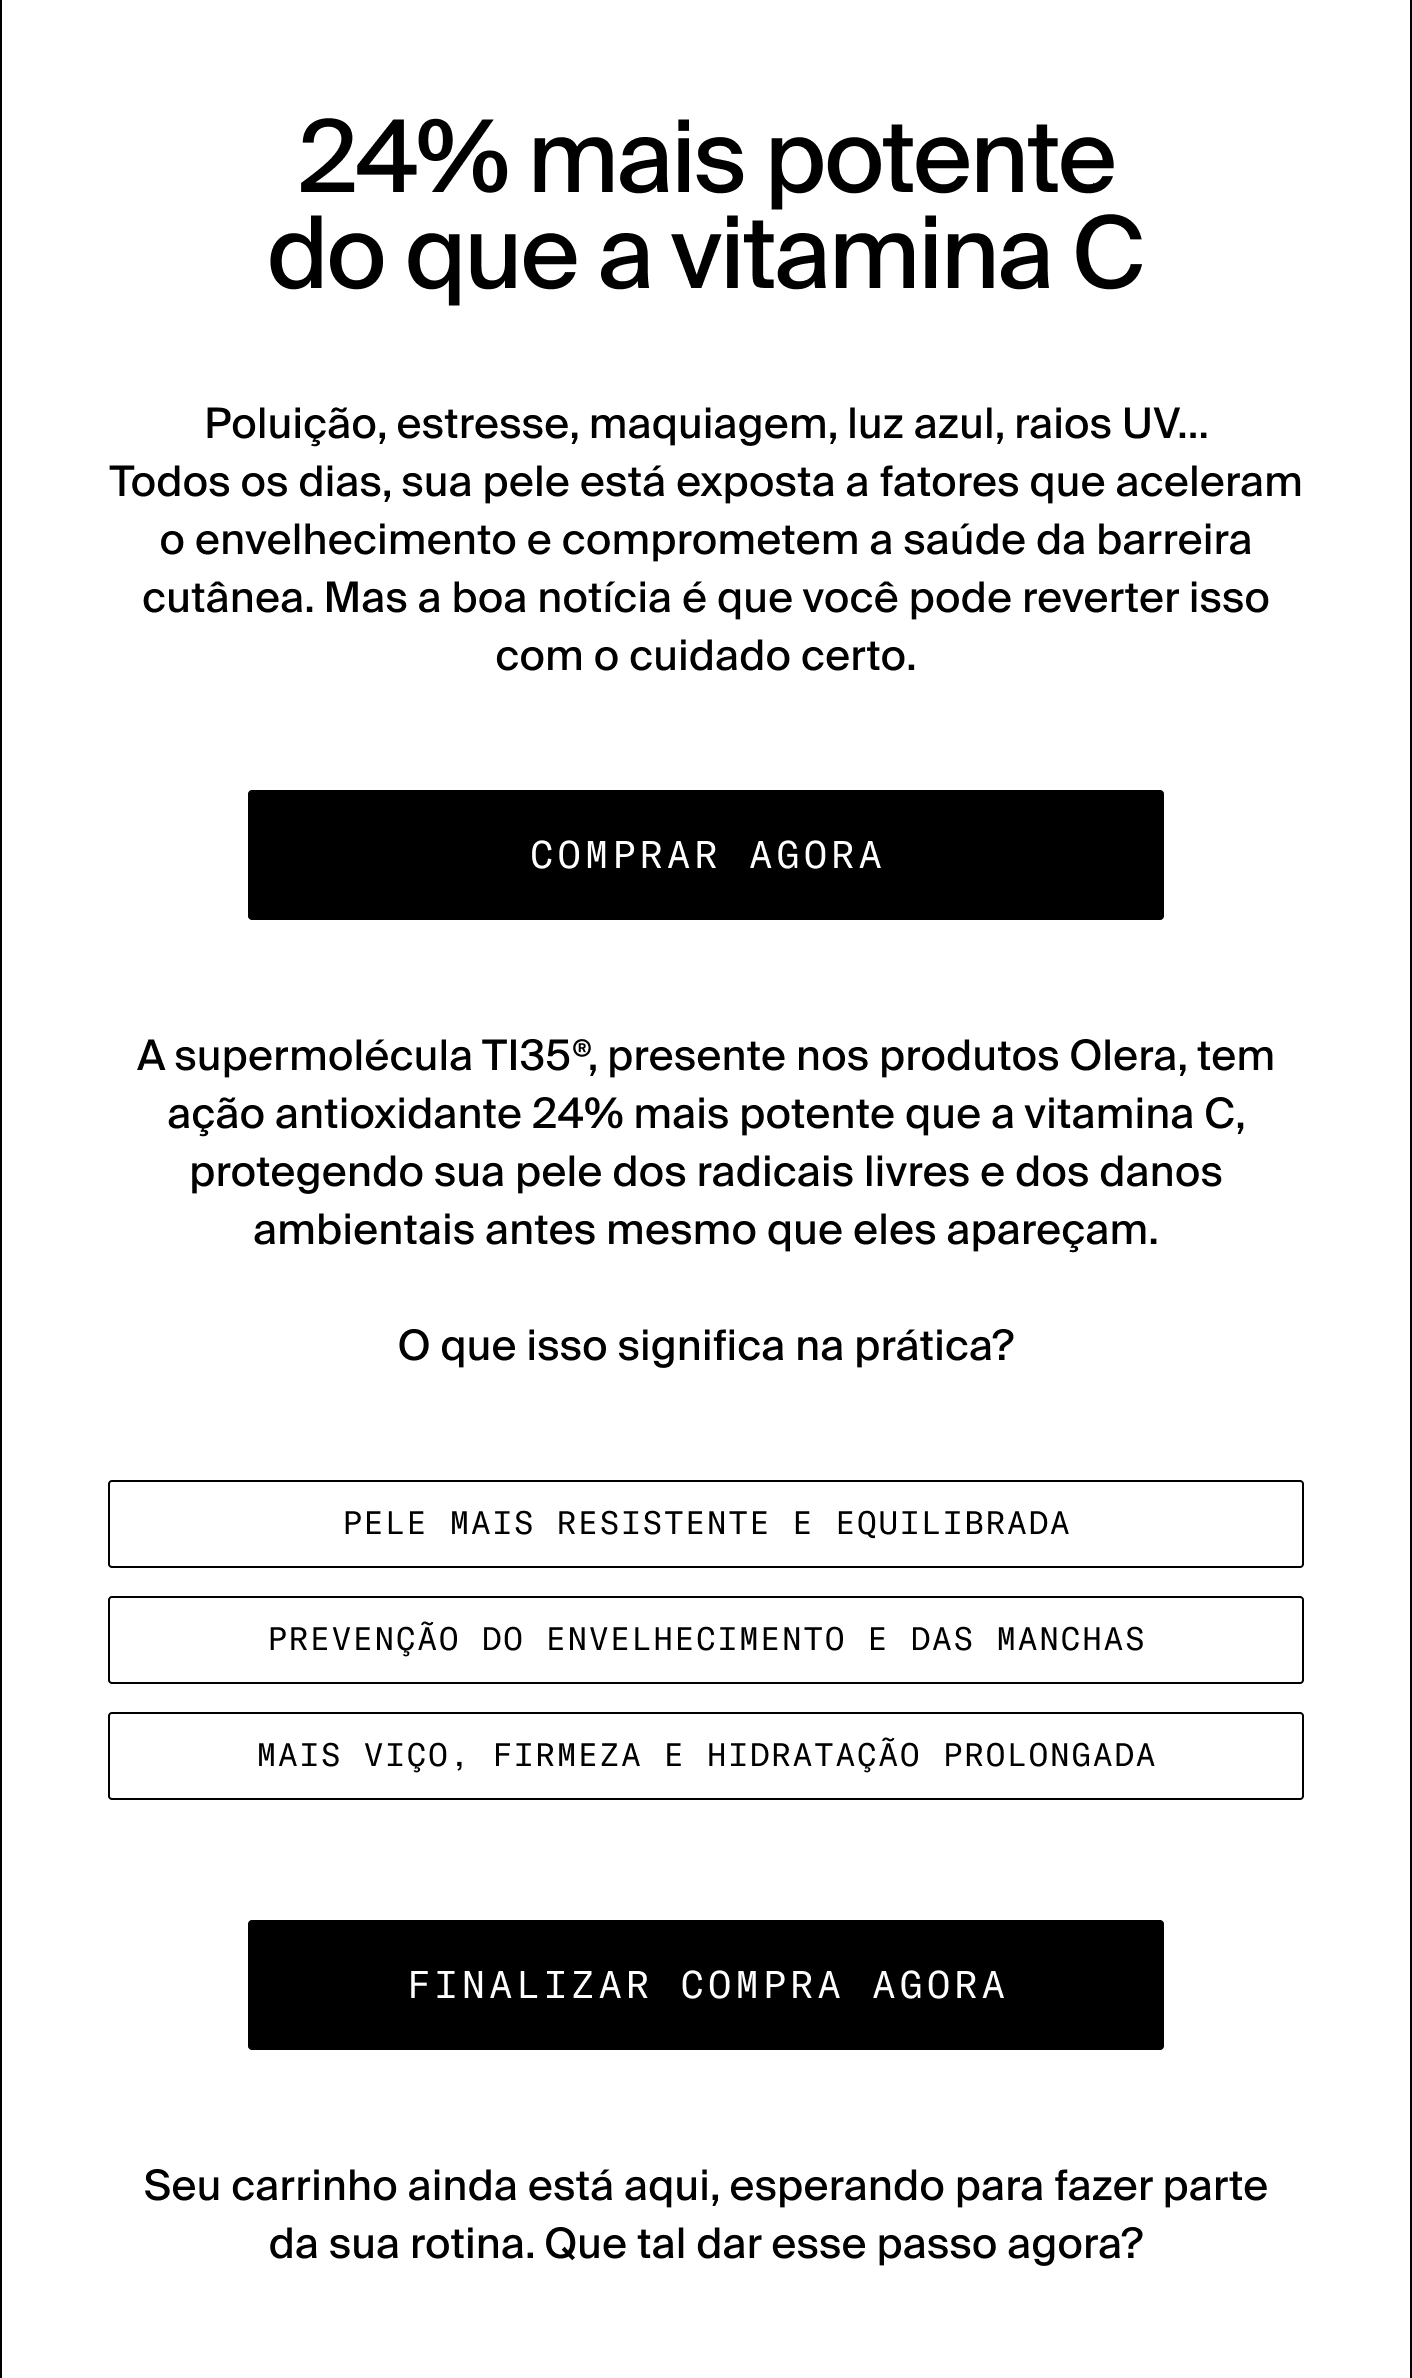 24% mais potente
do que a vitamina C
Poluição, estresse, maquiagem, luz azul, raios UV...
Todos os dias, sua pele está exposta a fatores que aceleram
o envelhecimento e comprometem a saúde da barreira
cutânea. Mas a boa notícia é que você pode reverter isso
com o cuidado certo.
COMPRAR AGORA
A supermolécula TI35®, presente nos produtos Olera, tem
ação antioxidante 24% mais potente que a vitamina C,
protegendo sua pele dos radicais livres e dos danos
ambientais antes mesmo que eles apareçam.
O que isso significa na prática?
PELE MAIS RESISTENTE E EQUILIBRADA
PREVENÇÃO DO ENVELHECIMENTO E DAS MANCHAS
MAIS VIÇO, FIRMEZA E HIDRATAÇÃO PROLONGADA
FINALIZAR COMPRA AGORA
Seu carrinho ainda está aqui, esperando para fazer parte
da sua rotina. Que tal dar esse passo agora?